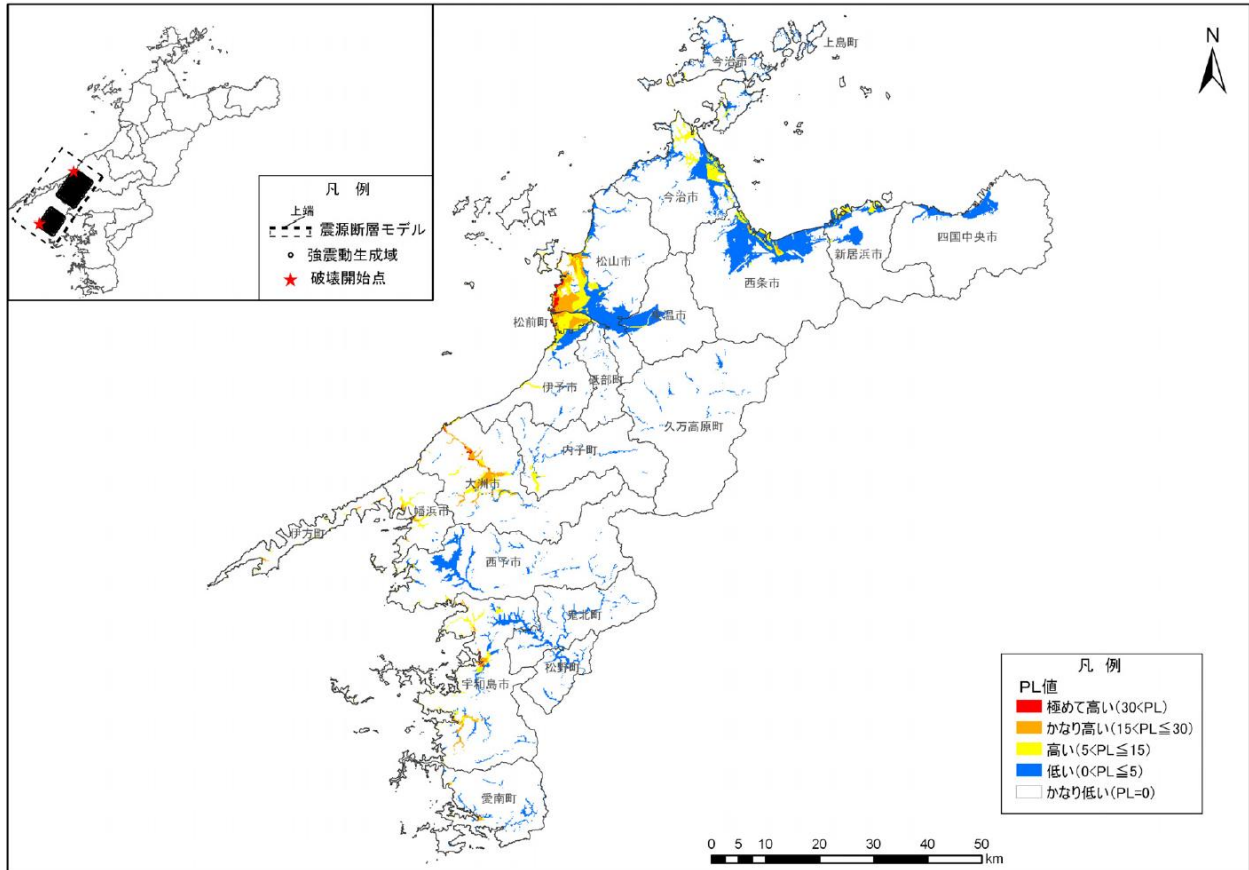 凡 例
上端
震源断層モデル
強震動生成域
破壊開始点
N
上島町
今治市
今治市
四国中央市
新居浜市
西条市
松山市
東温市
松前町
伊予市
砥部町
久万高原町
内子町
大洲市
八幡浜市
伊方町
西予市
鬼北町
松野町
宇和島市
愛南町
凡 例
PL値
極めて高い(30<PL)
かなり高い(15<PL≦30)
高い(5<PL≦15)
低い(0<PL≦5)
かなり低い(PL=0)
0 5 10 20 30 40 50
km